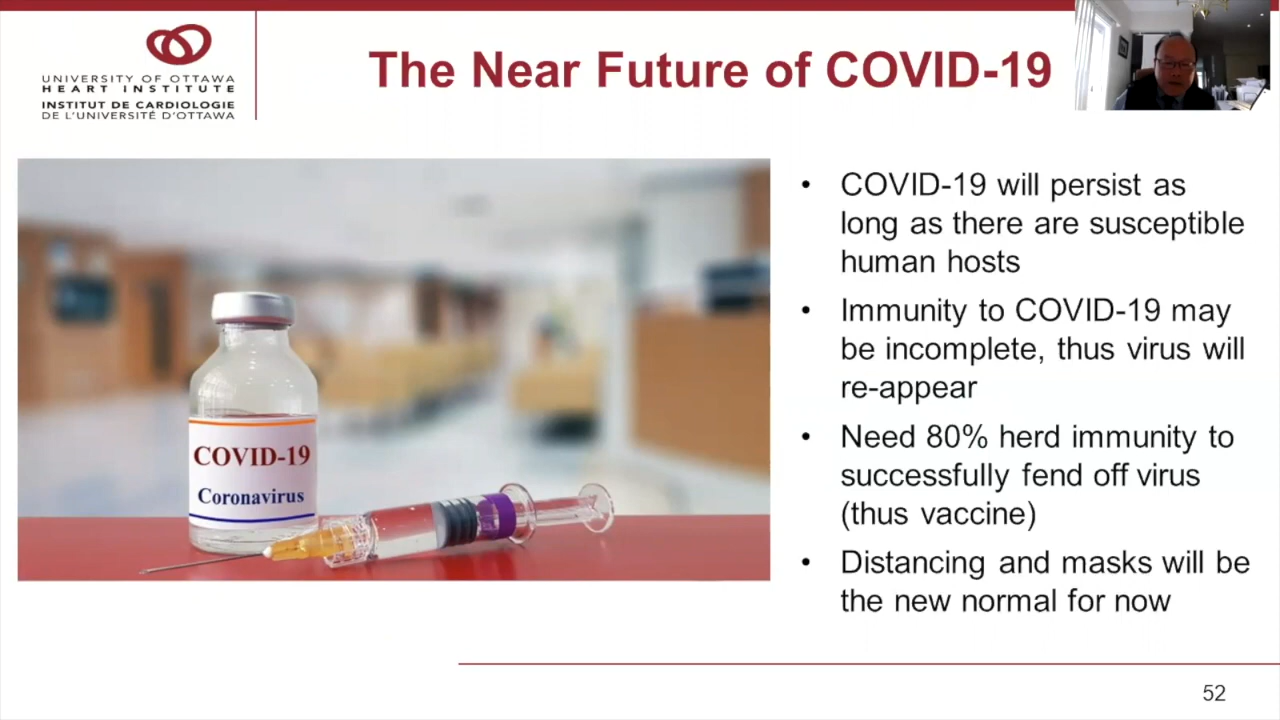 UNIVERSITY OF OTTAWA
HEART INSTITUTE
INSTITUT DE CARDIOLOGIE
DE L'UNIVERSITÉ D'OTTAWA
The Near Future of COVID-19
COVID-19
Coronavirus
• COVID-19 will persist as
long as there are susceptible
human hosts
• Immunity to COVID-19 may
be incomplete, thus virus will
re-appear
• Need 80% herd immunity to
successfully fend off virus
(thus vaccine)
• Distancing and masks will be
the new normal for now
52